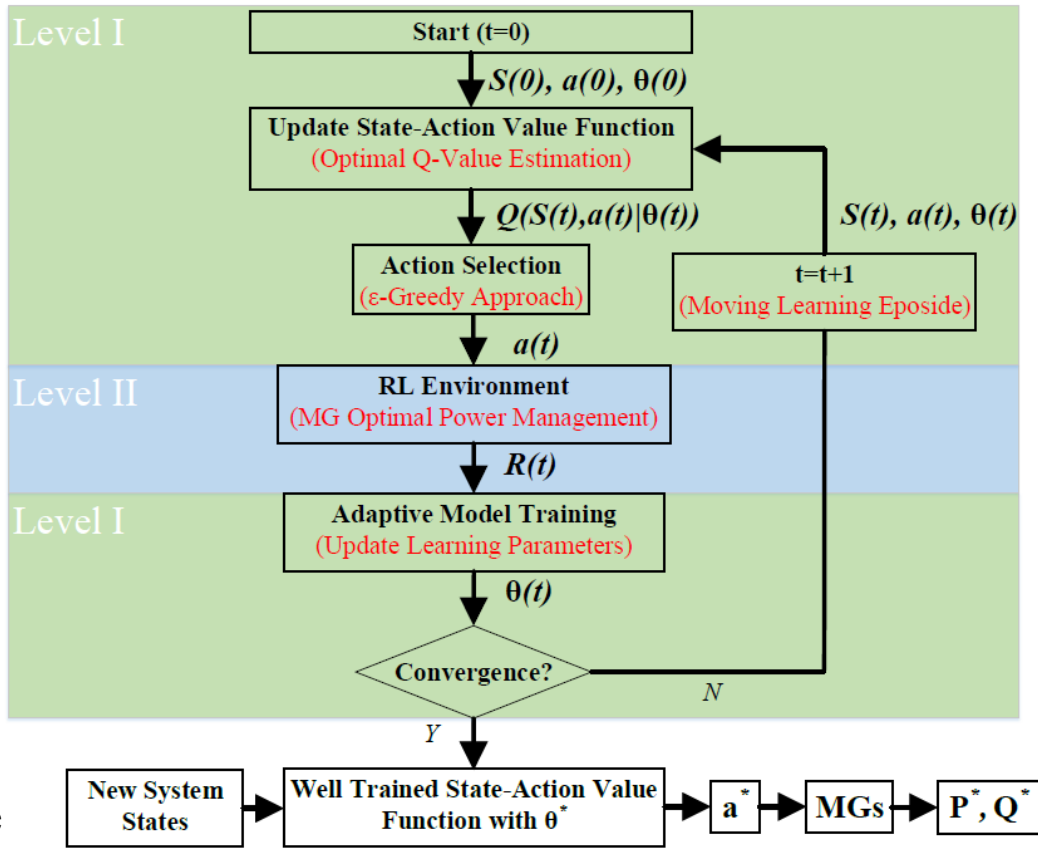 Level I
Start (t=0)
S(0), a(0), θ(0)
Update State-Action Value Function
(Optimal Q-Value Estimation)
Q(S(t),a(t)|θ(t))
S(t), a(t), θ(t)
Action Selection
(ε-Greedy Approach)
t=t+1
(Moving Learning Eposide)
a(t)
Level II
RL Environment
(MG Optimal Power Management)
R(t)
Level I
Adaptive Model Training
(Update Learning Parameters)
θ(t)
Convergence?
N
Y
New System
States
Well Trained State-Action Value
Function with θ*
a*
MGs
P*, Q*
e